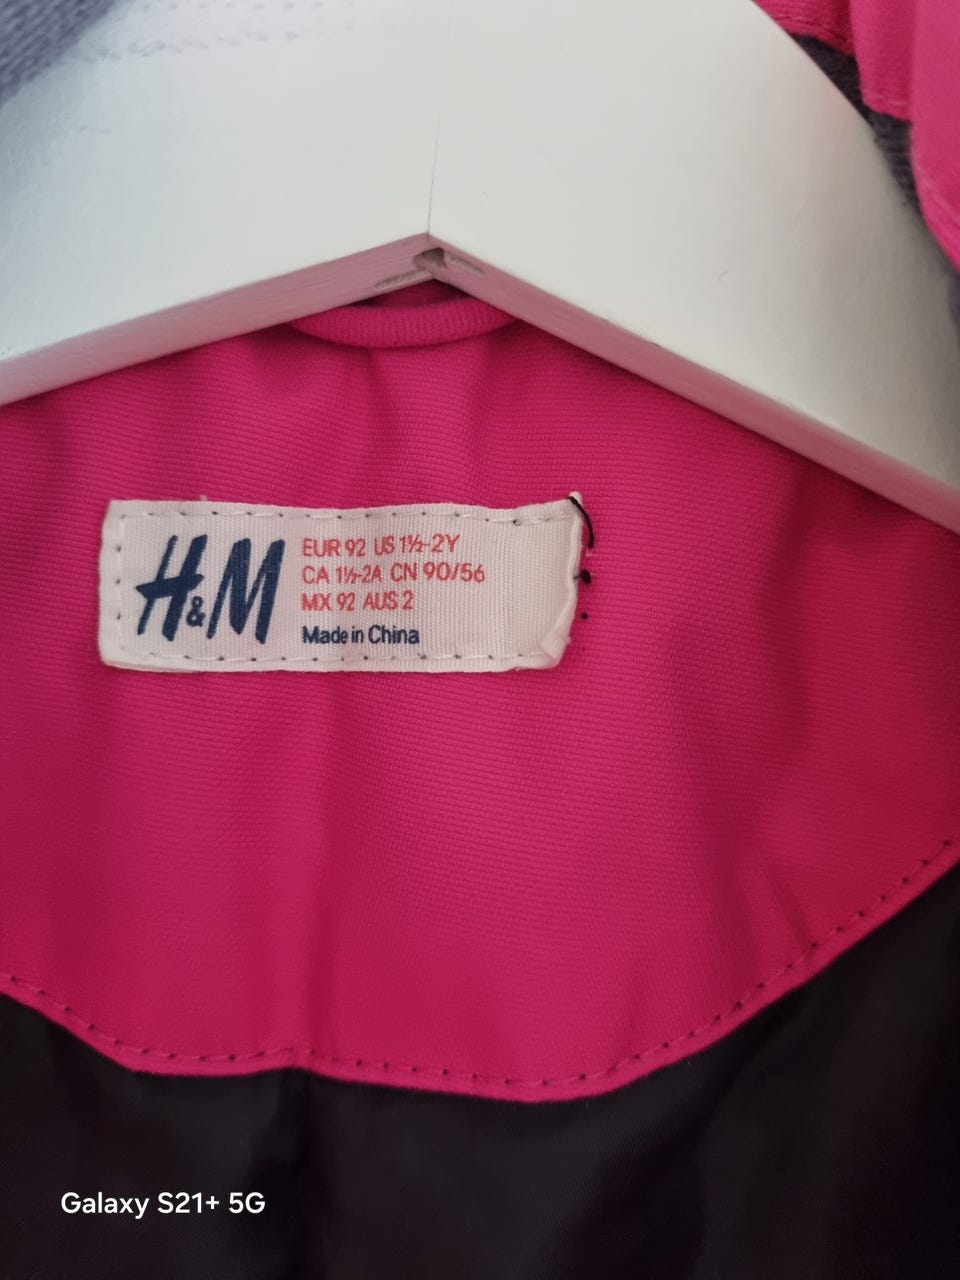 H&M
EUR 92 US 1½-2Y
CA 1½-2A CN 90/56
MX 92 AUS 2
Made in China
Galaxy S21+ 5G